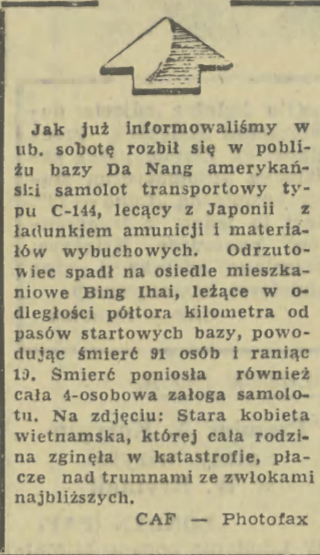 Jak już informowaliśmy w
ub. sobotę rozbił się w pobli-
żu bazy Da Nang amerykań-
ski samolot transportowy ty-
pu C-144, lecący z Japonii z
ładunkiem amunicji i materia-
łów wybuchowych. Odrzuto-
wiec spadł na osiedle mieszka-
niowe Bing Ihai, leżące w o-
dległości półtora kilometra od
pasów startowych bazy, powo-
dując śmierć 91 osób i raniąc
19. Śmierć poniosła również
cała 4-osobowa załoga samolo-
tu. Na zdjęciu: Stara kobieta
wietnamska, której cała rodzi-
na zginęła w katastrofie, pła-
cze nad trumnami ze zwłokami
najbliższych.
CAF — Photofax